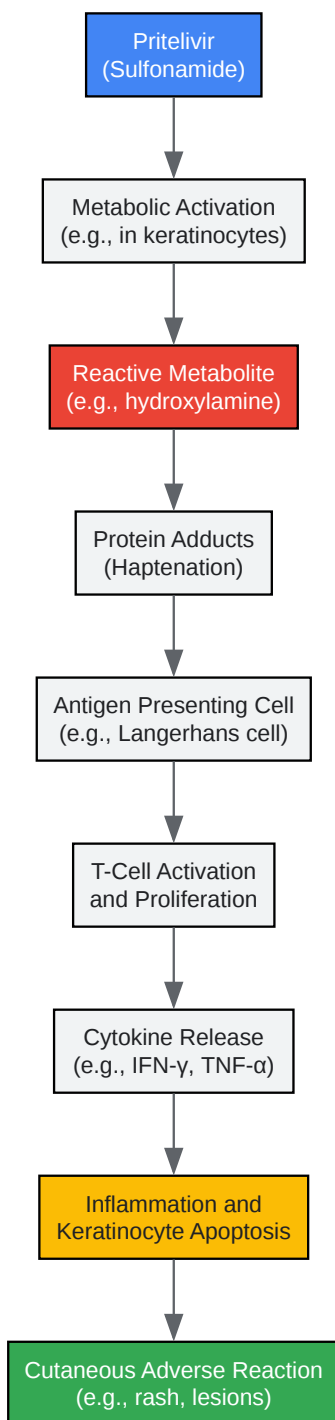 Pritelivir
(Sulfonamide)
Metabolic Activation
(e.g., in keratinocytes)
Reactive Metabolite
(e.g., hydroxylamine)
Protein Adducts
(Haptenation)
Antigen Presenting Cell
(e.g., Langerhans cell)
T-Cell Activation
and Proliferation
Cytokine Release
(e.g., IFN-γ, TNF-α)
Inflammation and
Keratinocyte Apoptosis
Cutaneous Adverse Reaction
(e.g., rash, lesions)